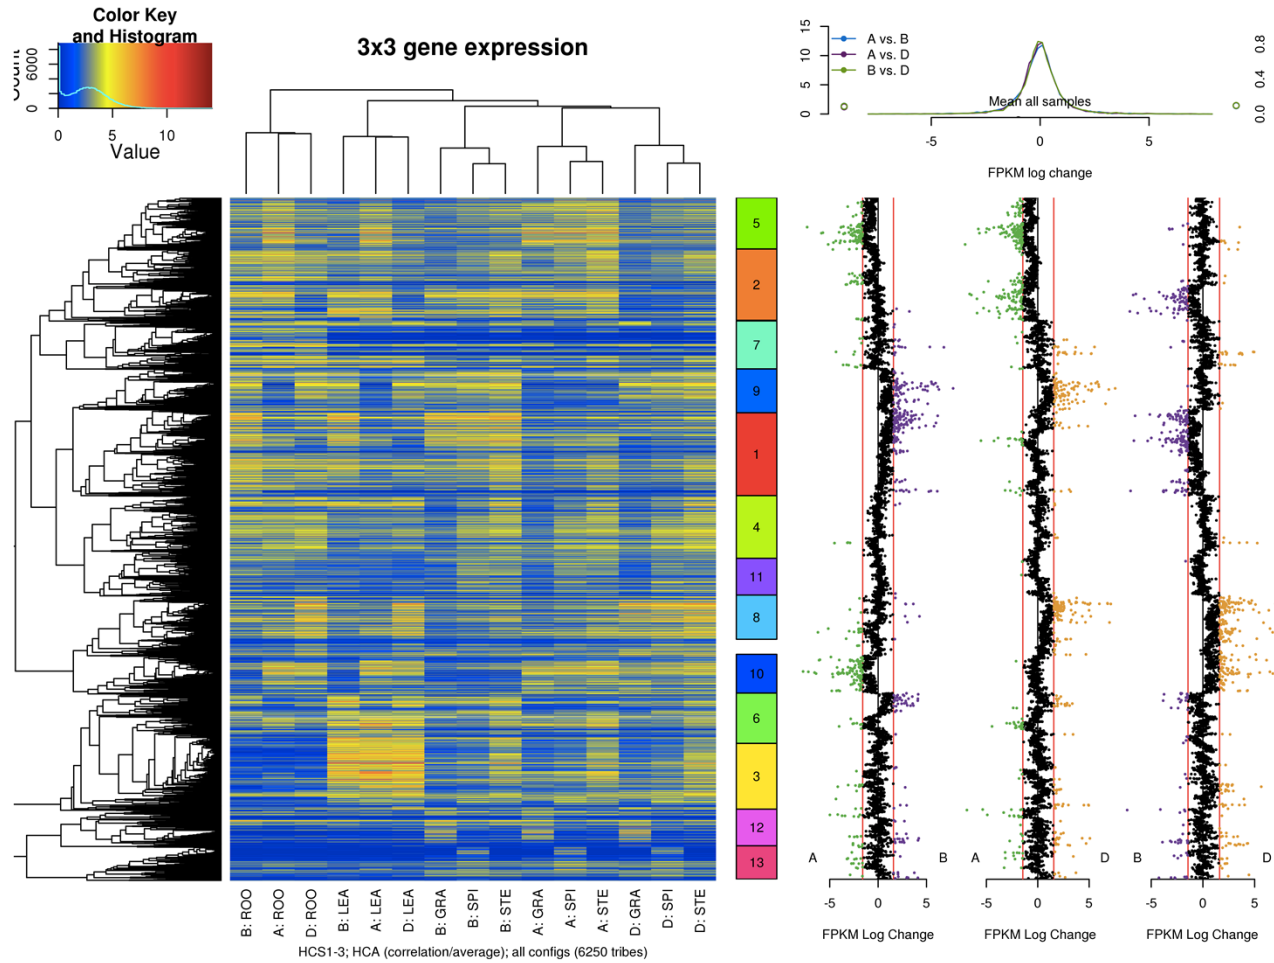 Color Key
and Histogram
Count
0
6000
0
5
10
Value
3x3 gene expression
15
10
5
0
A vs. B
A vs. D
B vs. D
Mean all samples
0.8
0.4
0.0
-5
0
5
FPKM log change
5
2
7
9
1
4
11
8
10
6
3
12
13
A
B
A
D
B
D
-5
0
5
-5
0
5
-5
0
5
FPKM Log Change
FPKM Log Change
FPKM Log Change
B: ROO
A: ROO
D: ROO
B: LEA
A: LEA
D: LEA
B: GRA
B: SPI
B: STE
A: GRA
A: SPI
A: STE
D: GRA
D: SPI
D: STE
HCS1-3; HCA (correlation/average); all configs (6250 tribes)